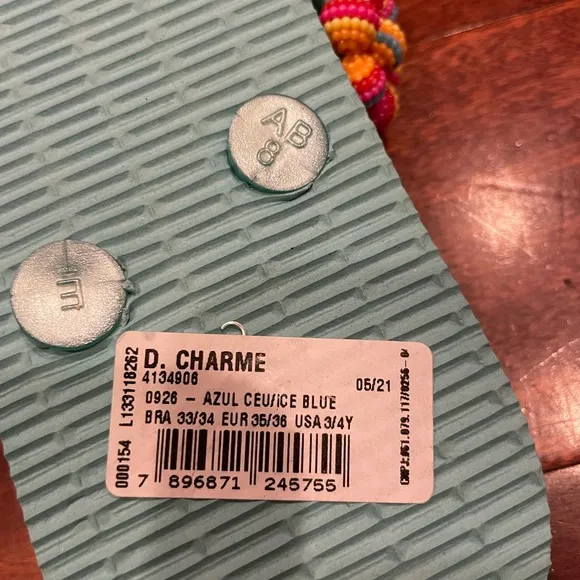 AB
8
E
D. CHARME
4134906 05/21
0926 - AZUL CEU/ICE BLUE
BRA 33/34 EUR 35/36 USA 3/4Y
7 896871 245755
000154 L133118262